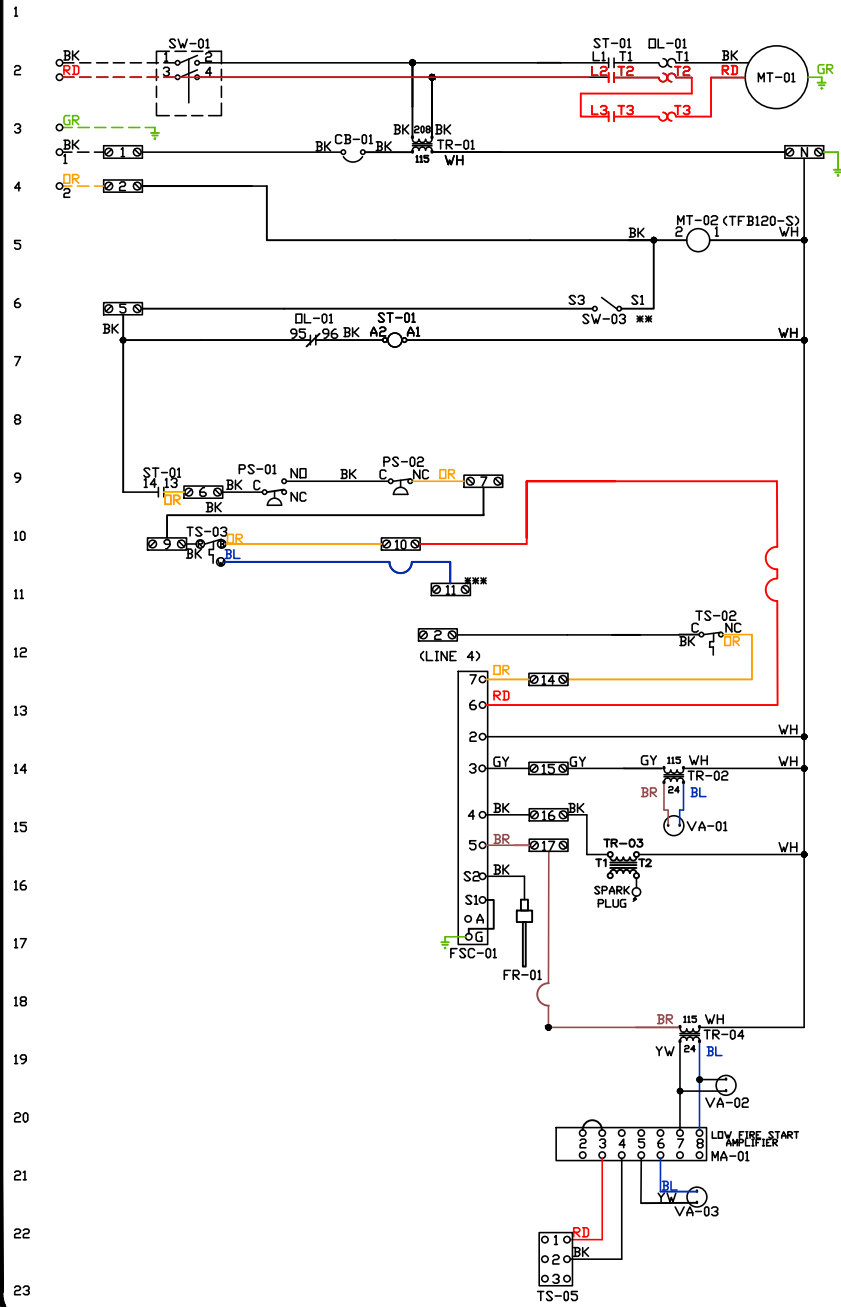 1
SW-01
ST-01 OL-01
BK 1 2 L1 T1 T1 BK
2 RD 3 4 L2 T2 T2 RD MT-01 GR
L3 T3 T3
3 GR BK 208 BK
BK 1 1 BK CB-01 BK TR-01 N
115 WH
4 OR 2 2
MT-02 (TFB120-S)
5 BK 2 1 WH
6 5 S3 S1
SW-03 **
BK OL-01 ST-01
95 96 BK A2 A1 WH
7
8
9 ST-01 PS-01 NO BK PS-02
14 13 OR 6 BK C NC C NC OR 7
BK
10 TS-03
9 BK R B OR 10
W BL
11 11 ***
TS-02
2 C NC
BK OR
12 (LINE 4)
7 OR 14
6 RD
13
2 WH
14 3 GY 15 GY GY 115 WH WH
TR-02
BR 24 BL
4 BK 16 BK
15 VA-01
5 BR 17 TR-03 WH
T1 T2
S2 BK
16 SPARK
PLUG
S1
A
17 G
FSC-01
FR-01
18
BR 115 WH
TR-04
19 YW 24 BL
VA-02
20
2 3 4 5 6 7 8 LOW FIRE START
AMPLIFIER
MA-01
21
BL
YW
VA-03
22 1 RD
2 BK
3
23 TS-05